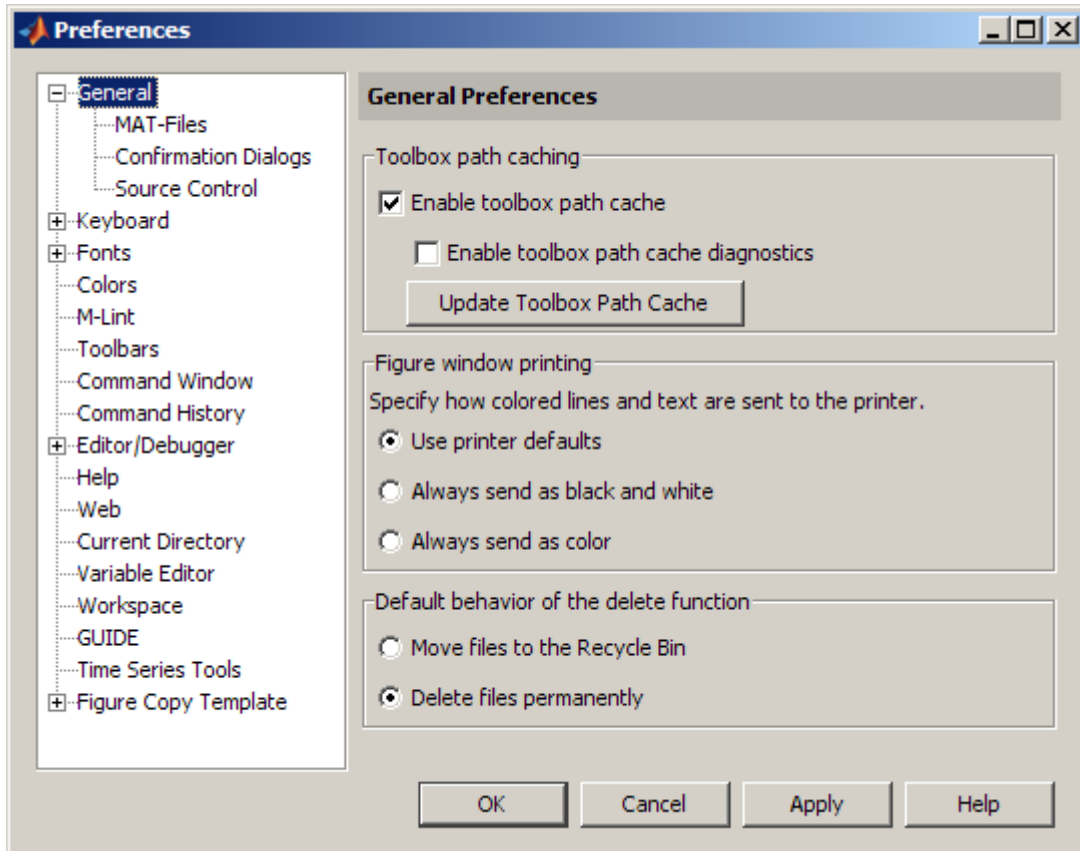 Preferences
General
MAT-Files
Confirmation Dialogs
Source Control
Keyboard
Fonts
Colors
M-Lint
Toolbars
Command Window
Command History
Editor/Debugger
Help
Web
Current Directory
Variable Editor
Workspace
GUIDE
Time Series Tools
Figure Copy Template
General Preferences
Toolbox path caching
Enable toolbox path cache
Enable toolbox path cache diagnostics
Update Toolbox Path Cache
Figure window printing
Specify how colored lines and text are sent to the printer.
Use printer defaults
Always send as black and white
Always send as color
Default behavior of the delete function
Move files to the Recycle Bin
Delete files permanently
OK Cancel Apply Help